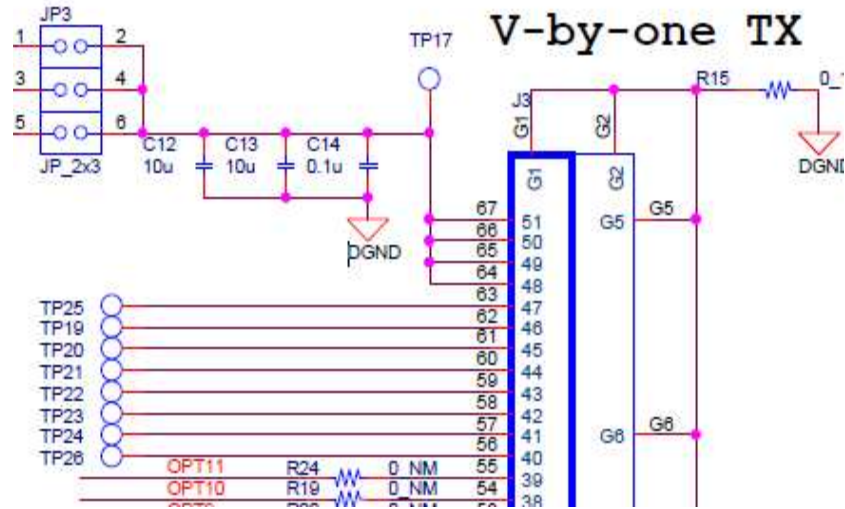 JP3
V-by-one TX
TP17
1 2
R15 0_
3 4
J3
G1 G2
5 6
C12 C13 C14
10u 10u 0.1u
JP_2x3
DGND
G1 G2
67 51 G5 G5
66 50
DGND
65 49
64 48
TP25 63 47
TP19 62 46
TP20 61 45
TP21 60 44
TP22 59 43
TP23 58 42
TP24 57 41 G6 G6
TP26 56 40
OPT11 R24 0_NM 55 39
OPT10 R19 0_NM 54 38